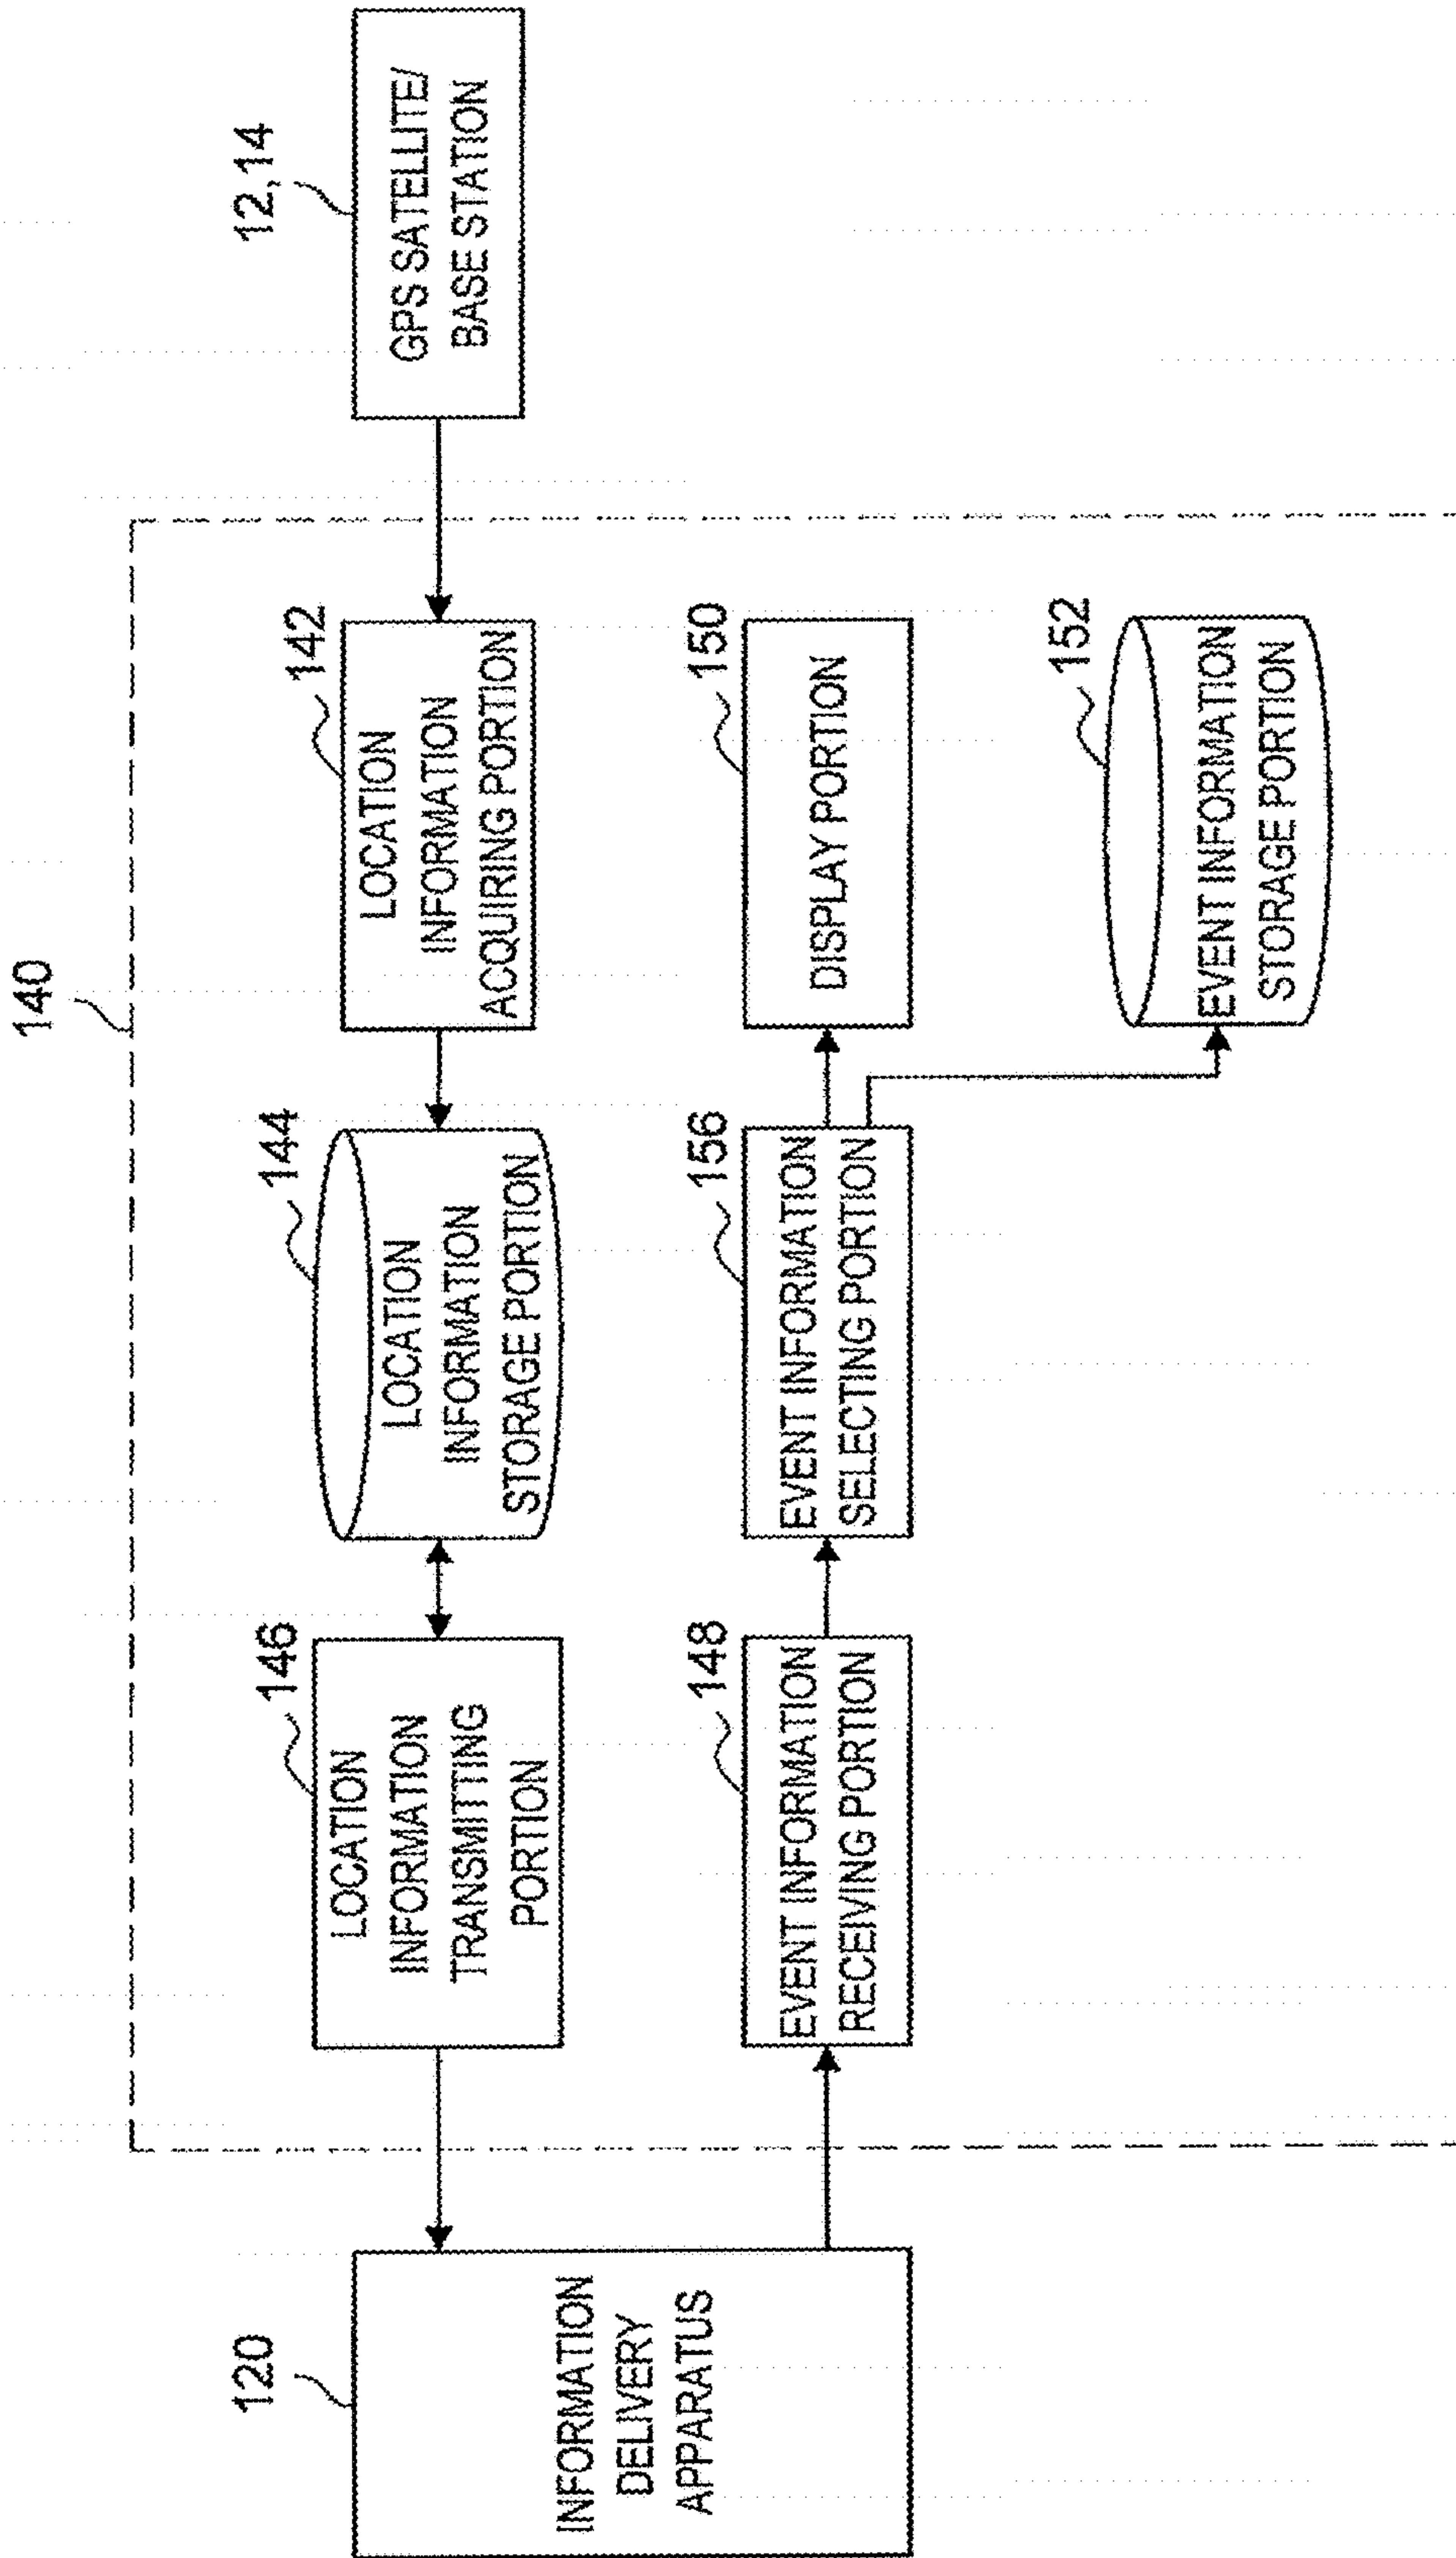 140
120
INFORMATION
DELIVERY
APPARATUS
146
LOCATION
INFORMATION
TRANSMITTING
PORTION
144
LOCATION
INFORMATION
STORAGE PORTION
142
LOCATION
INFORMATION
ACQUIRING PORTION
12,14
GPS SATELLITE/
BASE STATION
148
EVENT INFORMATION
RECEIVING PORTION
156
EVENT INFORMATION
SELECTING PORTION
150
DISPLAY PORTION
152
EVENT INFORMATION
STORAGE PORTION